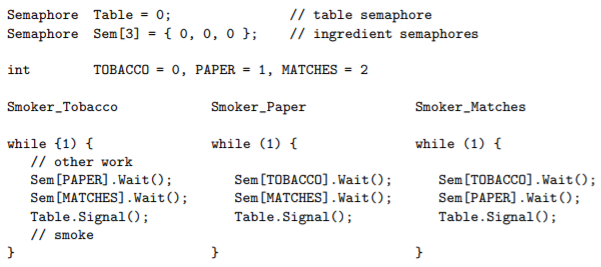 Semaphore Table = 0; // table semaphore
Semaphore Sem[3] = { 0, 0, 0 }; // ingredient semaphores
int TOBACCO = 0, PAPER = 1, MATCHES = 2
Smoker_Tobacco Smoker_Paper Smoker_Matches
while {1) { while (1) { while (1) {
// other work
Sem[PAPER].Wait(); Sem[TOBACCO].Wait(); Sem[TOBACCO].Wait();
Sem[MATCHES].Wait(); Sem[MATCHES].Wait(); Sem[PAPER].Wait();
Table.Signal(); Table.Signal(); Table.Signal();
// smoke
} } }